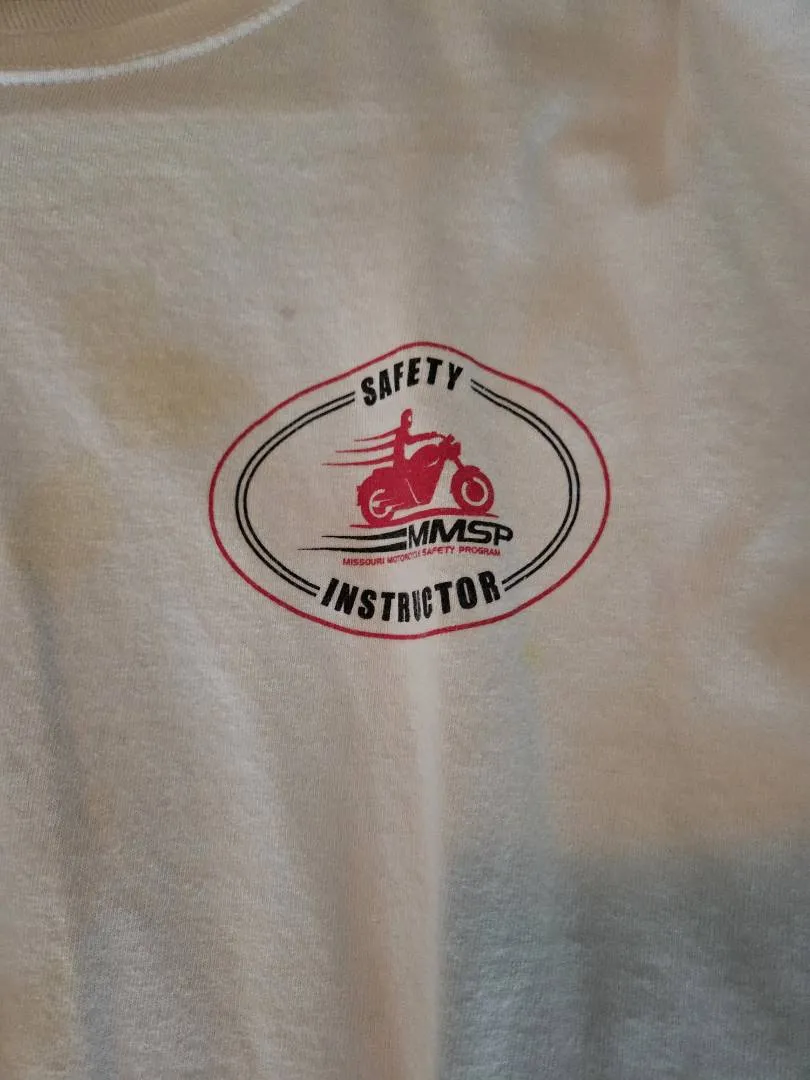 SAFETY
MMSP
MISSOURI MOTORCYCLE SAFETY PROGRAM
INSTRUCTOR